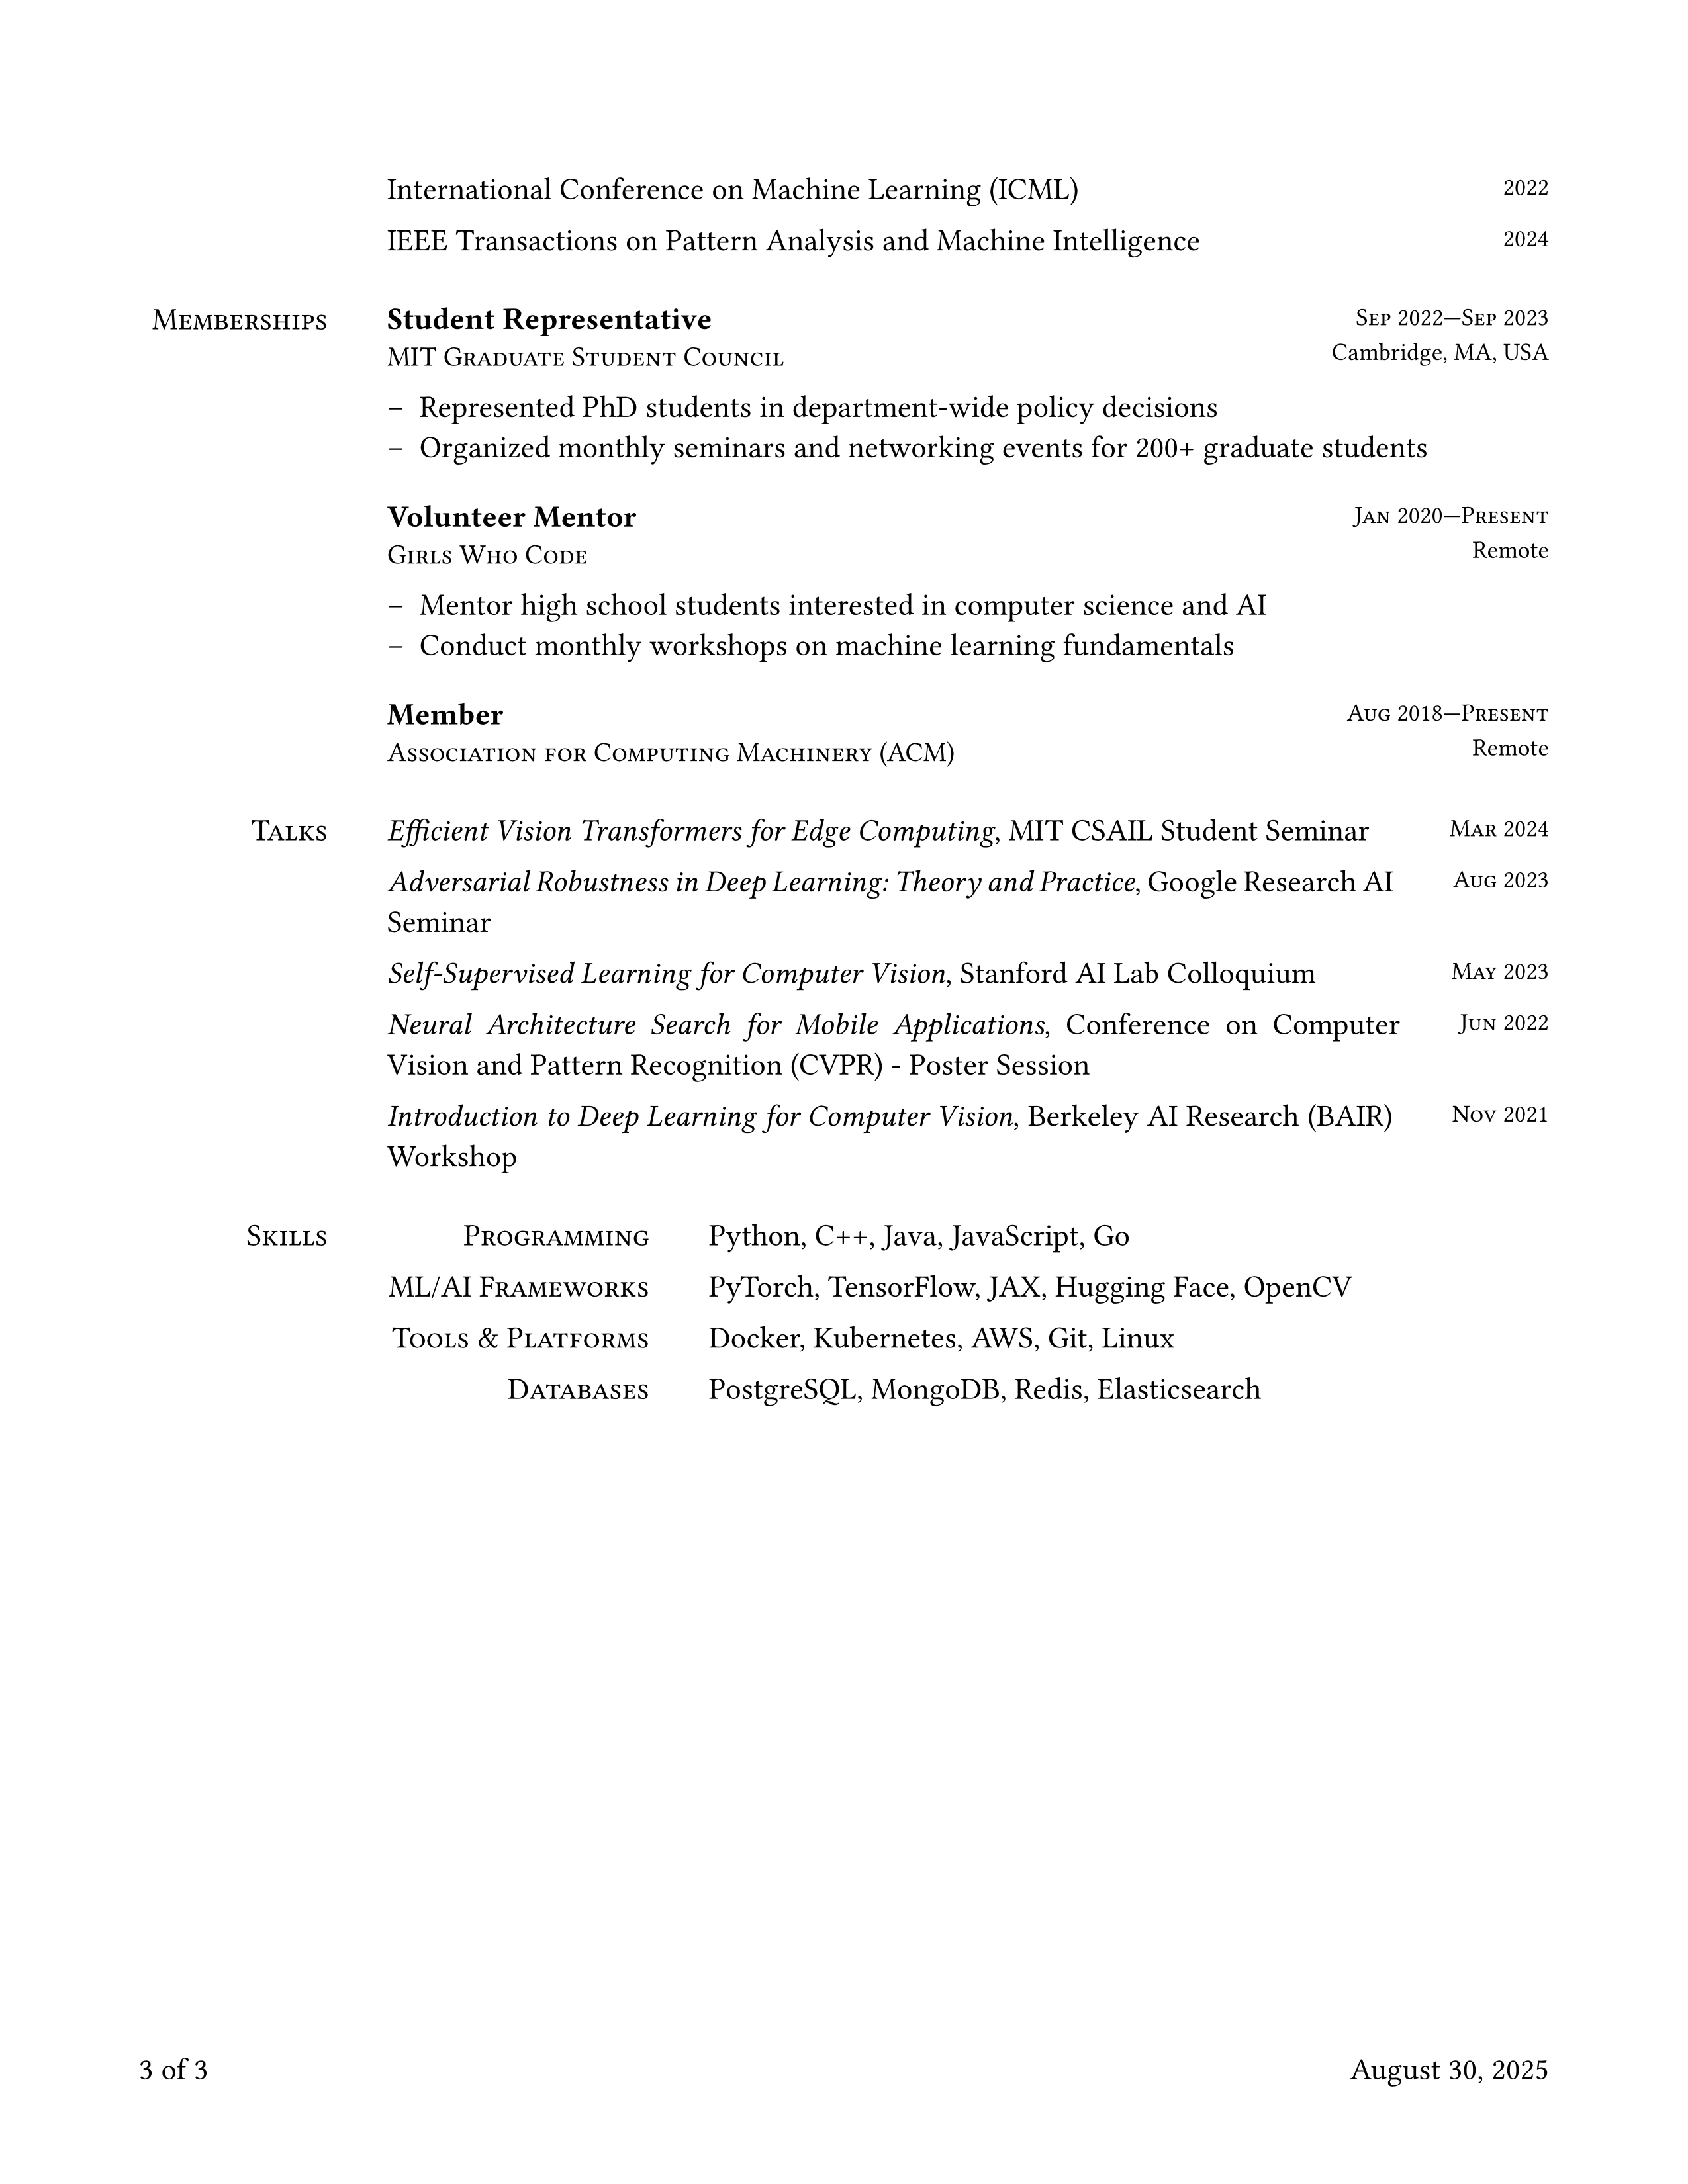 International Conference on Machine Learning (ICML) 2022
IEEE Transactions on Pattern Analysis and Machine Intelligence 2024
Memberships Student Representative Sep 2022–Sep 2023
MIT Graduate Student Council Cambridge, MA, USA
– Represented PhD students in department-wide policy decisions
– Organized monthly seminars and networking events for 200+ graduate students
Volunteer Mentor Jan 2020–Present
Girls Who Code Remote
– Mentor high school students interested in computer science and AI
– Conduct monthly workshops on machine learning fundamentals
Member Aug 2018–Present
Association for Computing Machinery (ACM) Remote
Talks Efficient Vision Transformers for Edge Computing, MIT CSAIL Student Seminar Mar 2024
Adversarial Robustness in Deep Learning: Theory and Practice, Google Research AI Aug 2023
Seminar
Self-Supervised Learning for Computer Vision, Stanford AI Lab Colloquium May 2023
Neural Architecture Search for Mobile Applications, Conference on Computer Jun 2022
Vision and Pattern Recognition (CVPR) - Poster Session
Introduction to Deep Learning for Computer Vision, Berkeley AI Research (BAIR) Nov 2021
Workshop
Skills Programming Python, C++, Java, JavaScript, Go
ML/AI Frameworks PyTorch, TensorFlow, JAX, Hugging Face, OpenCV
Tools & Platforms Docker, Kubernetes, AWS, Git, Linux
Databases PostgreSQL, MongoDB, Redis, Elasticsearch
3 of 3 August 30, 2025